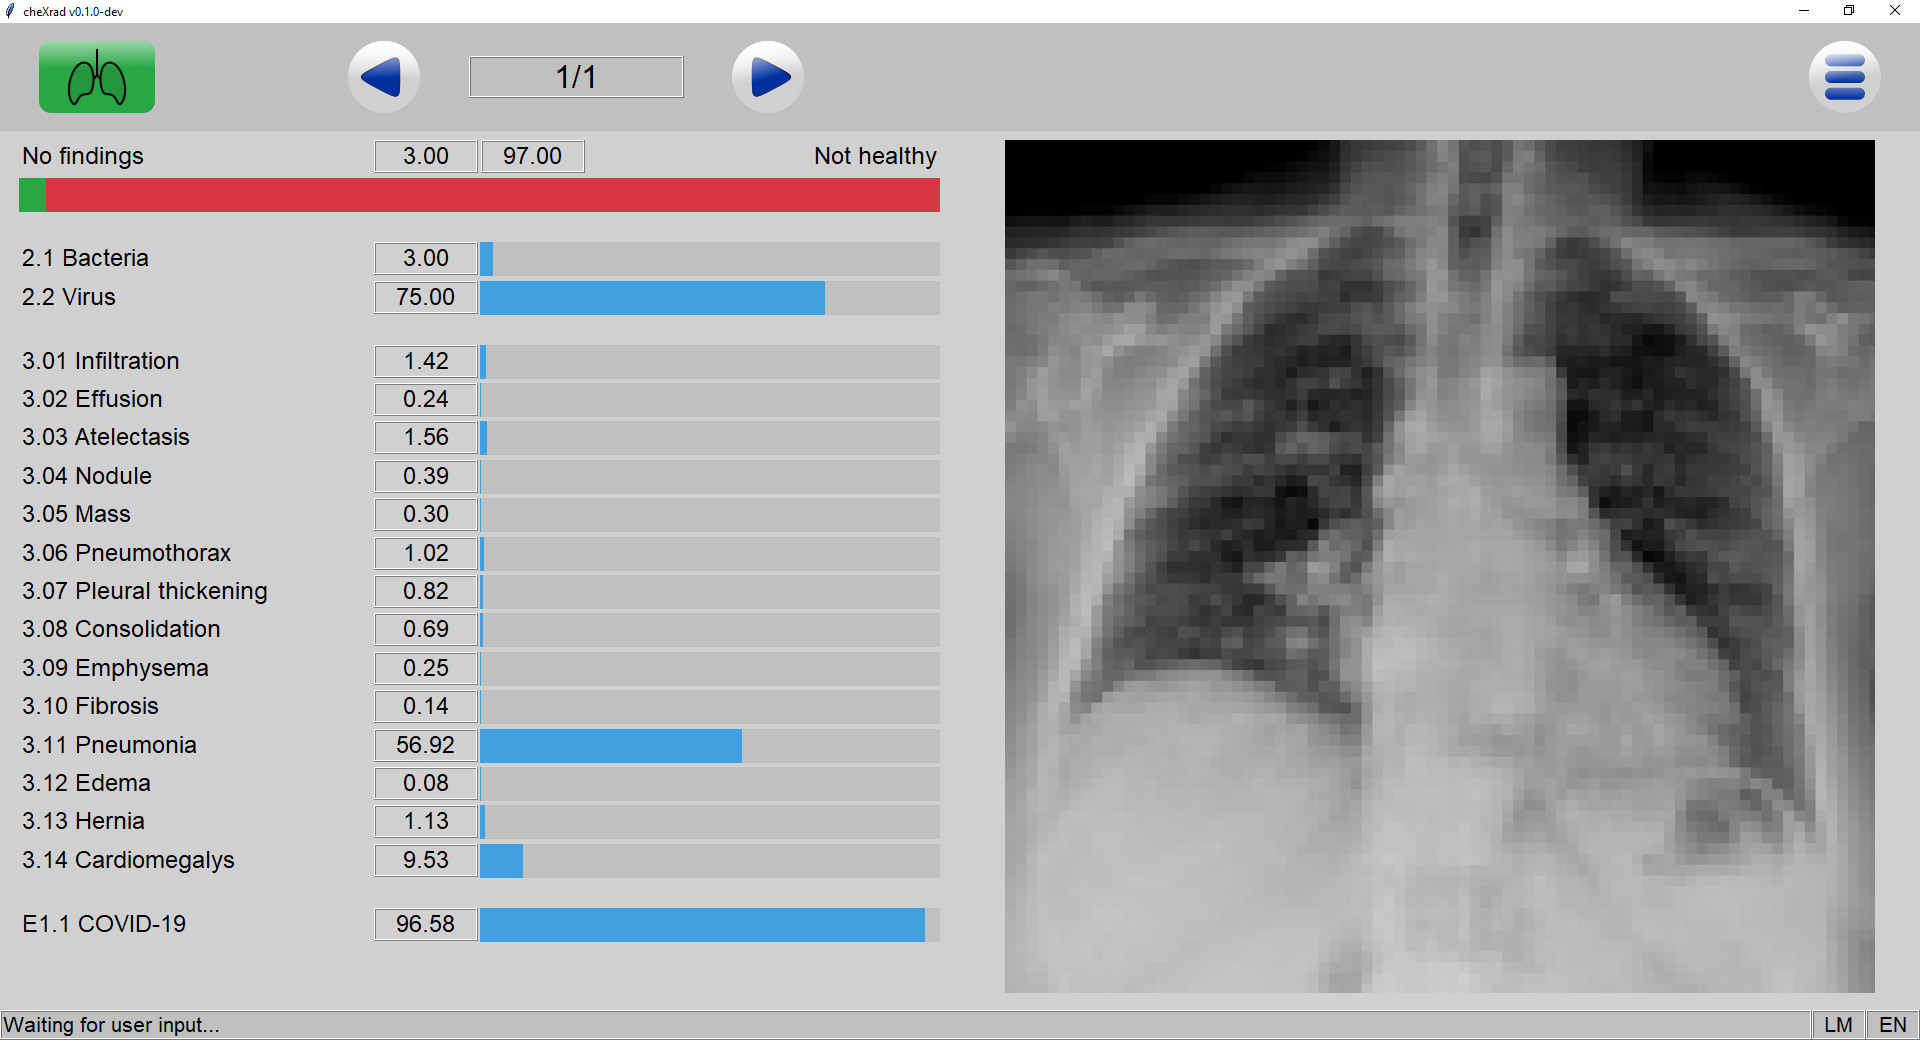 cheXrad v0.1.0-dev
1/1
No findings 3.00 97.00 Not healthy
2.1 Bacteria 3.00
2.2 Virus 75.00
3.01 Infiltration 1.42
3.02 Effusion 0.24
3.03 Atelectasis 1.56
3.04 Nodule 0.39
3.05 Mass 0.30
3.06 Pneumothorax 1.02
3.07 Pleural thickening 0.82
3.08 Consolidation 0.69
3.09 Emphysema 0.25
3.10 Fibrosis 0.14
3.11 Pneumonia 56.92
3.12 Edema 0.08
3.13 Hernia 1.13
3.14 Cardiomegalys 9.53
E1.1 COVID-19 96.58
Waiting for user input... LM EN